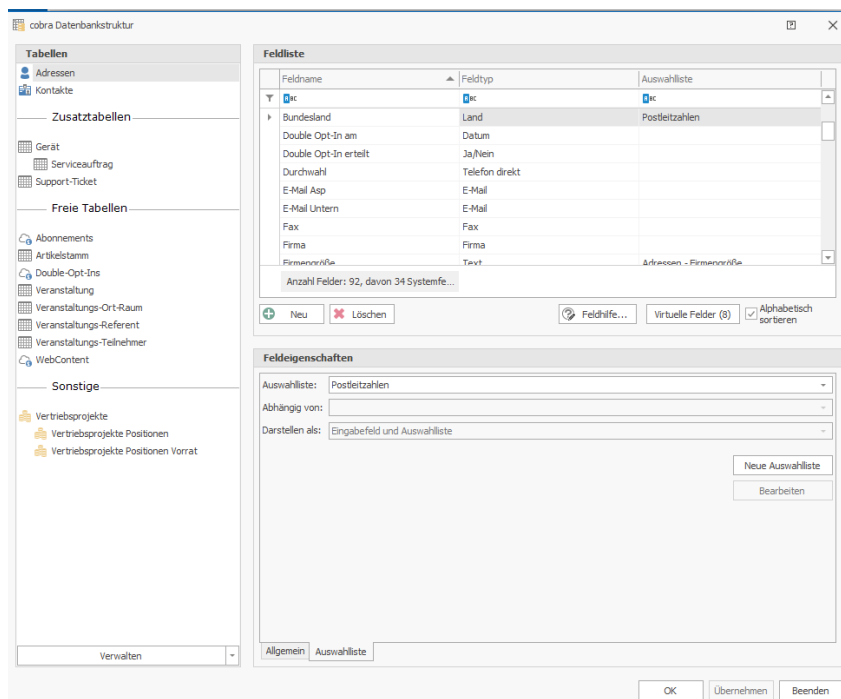 cobra Datenbankstruktur
Tabellen
Adressen
Kontakte
Zusatztabellen
Gerät
Serviceauftrag
Support-Ticket
Freie Tabellen
Abonnements
Artikelstamm
Double-Opt-Ins
Veranstaltung
Veranstaltungs-Ort-Raum
Veranstaltungs-Referent
Veranstaltungs-Teilnehmer
WebContent
Sonstige
Vertriebsprojekte
Vertriebsprojekte Positionen
Vertriebsprojekte Positionen Vorrat
Verwalten
Feldliste
Feldname Feldtyp Auswahlliste
Bundesland Land Postleitzahlen
Double Opt-In am Datum
Double Opt-In erteilt Ja/Nein
Durchwahl Telefon direkt
E-Mail Asp E-Mail
E-Mail Untern E-Mail
Fax Fax
Firma Firma
Firmengröße Text Adressen - Firmengröße
Anzahl Felder: 92, davon 34 Systemfe...
Neu Löschen Feldhilfe... Virtuelle Felder (8) Alphabetisch
sortieren
Feldeigenschaften
Auswahlliste: Postleitzahlen
Abhängig von:
Darstellen als: Eingabefeld und Auswahlliste
Neue Auswahlliste
Bearbeiten
Allgemein Auswahlliste
OK Übernehmen Beenden